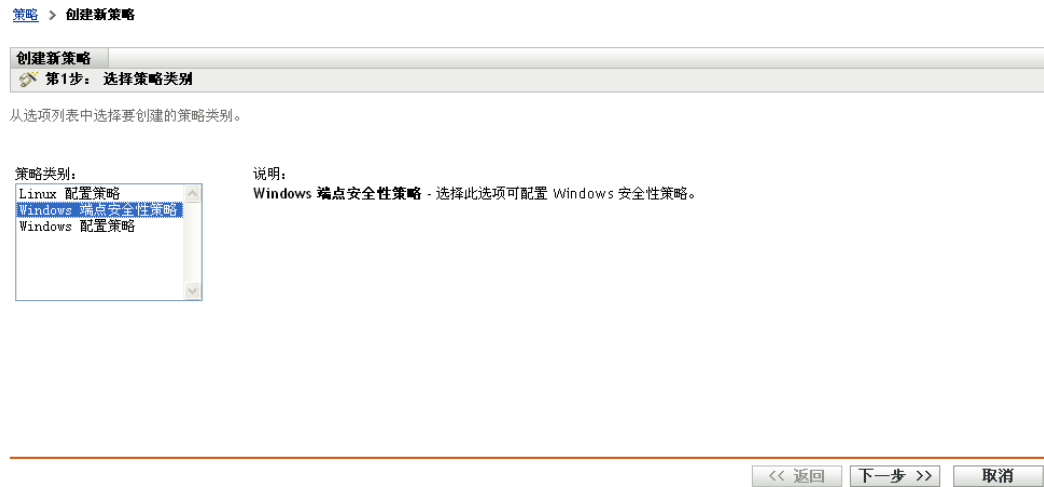 策略 > 创建新策略
创建新策略
第1步： 选择策略类别
从选项列表中选择要创建的策略类别。
策略类别：
Linux 配置策略
Windows 端点安全性策略
Windows 配置策略
说明：
Windows 端点安全性策略 - 选择此选项可配置 Windows 安全性策略。
<< 返回 下一步 >> 取消